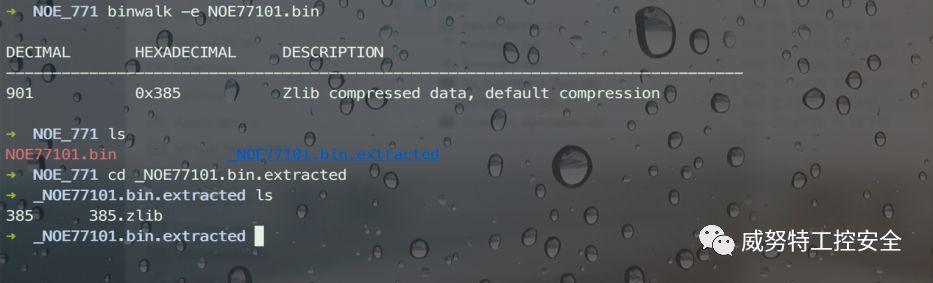 ➜ NOE_771 binwalk -e NOE77101.bin
DECIMAL HEXADECIMAL DESCRIPTION
--------------------------------------------------------------------------------
901 0x385 Zlib compressed data, default compression
➜ NOE_771 ls
NOE77101.bin _NOE77101.bin.extracted
➜ NOE_771 cd _NOE77101.bin.extracted
➜ _NOE77101.bin.extracted ls
385 385.zlib
➜ _NOE77101.bin.extracted
威努特工控安全